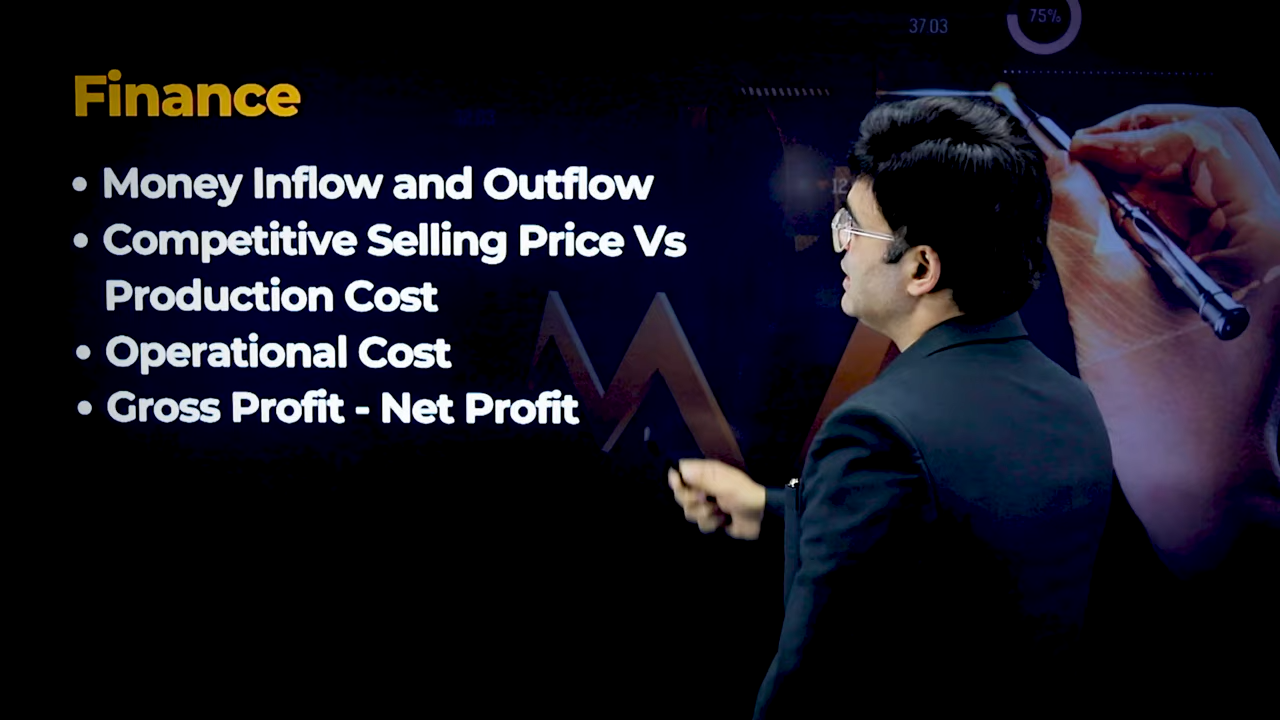 37.03
75%
Finance
• Money Inflow and Outflow
• Competitive Selling Price Vs
Production Cost
• Operational Cost
• Gross Profit - Net Profit